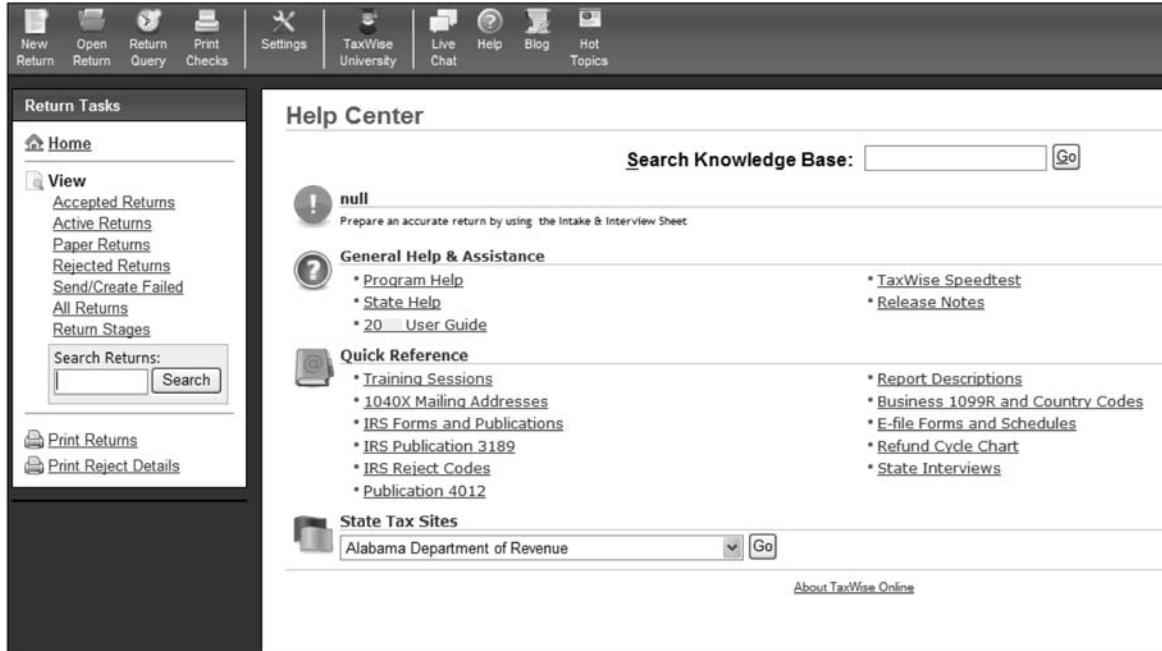 New Return
Open Return
Return Query
Print Checks
Settings
TaxWise University
Live Chat
Help
Blog
Hot Topics
Return Tasks
Home
View
Accepted Returns
Active Returns
Paper Returns
Rejected Returns
Send/Create Failed
All Returns
Return Stages
Search Returns:
Search
Print Returns
Print Reject Details
Help Center
Search Knowledge Base: Go
null
Prepare an accurate return by using the Intake & Interview Sheet
General Help & Assistance
• Program Help
• State Help
• 20 User Guide
• TaxWise Speedtest
• Release Notes
Quick Reference
• Training Sessions
• 1040X Mailing Addresses
• IRS Forms and Publications
• IRS Publication 3189
• IRS Reject Codes
• Publication 4012
• Report Descriptions
• Business 1099R and Country Codes
• E-file Forms and Schedules
• Refund Cycle Chart
• State Interviews
State Tax Sites
Alabama Department of Revenue Go
About TaxWise Online